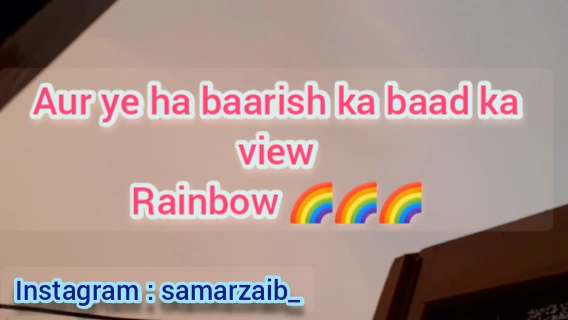 Aur ye ha baarish ka baad ka
view
Rainbow 🌈🌈🌈
Instagram : samarzaib_